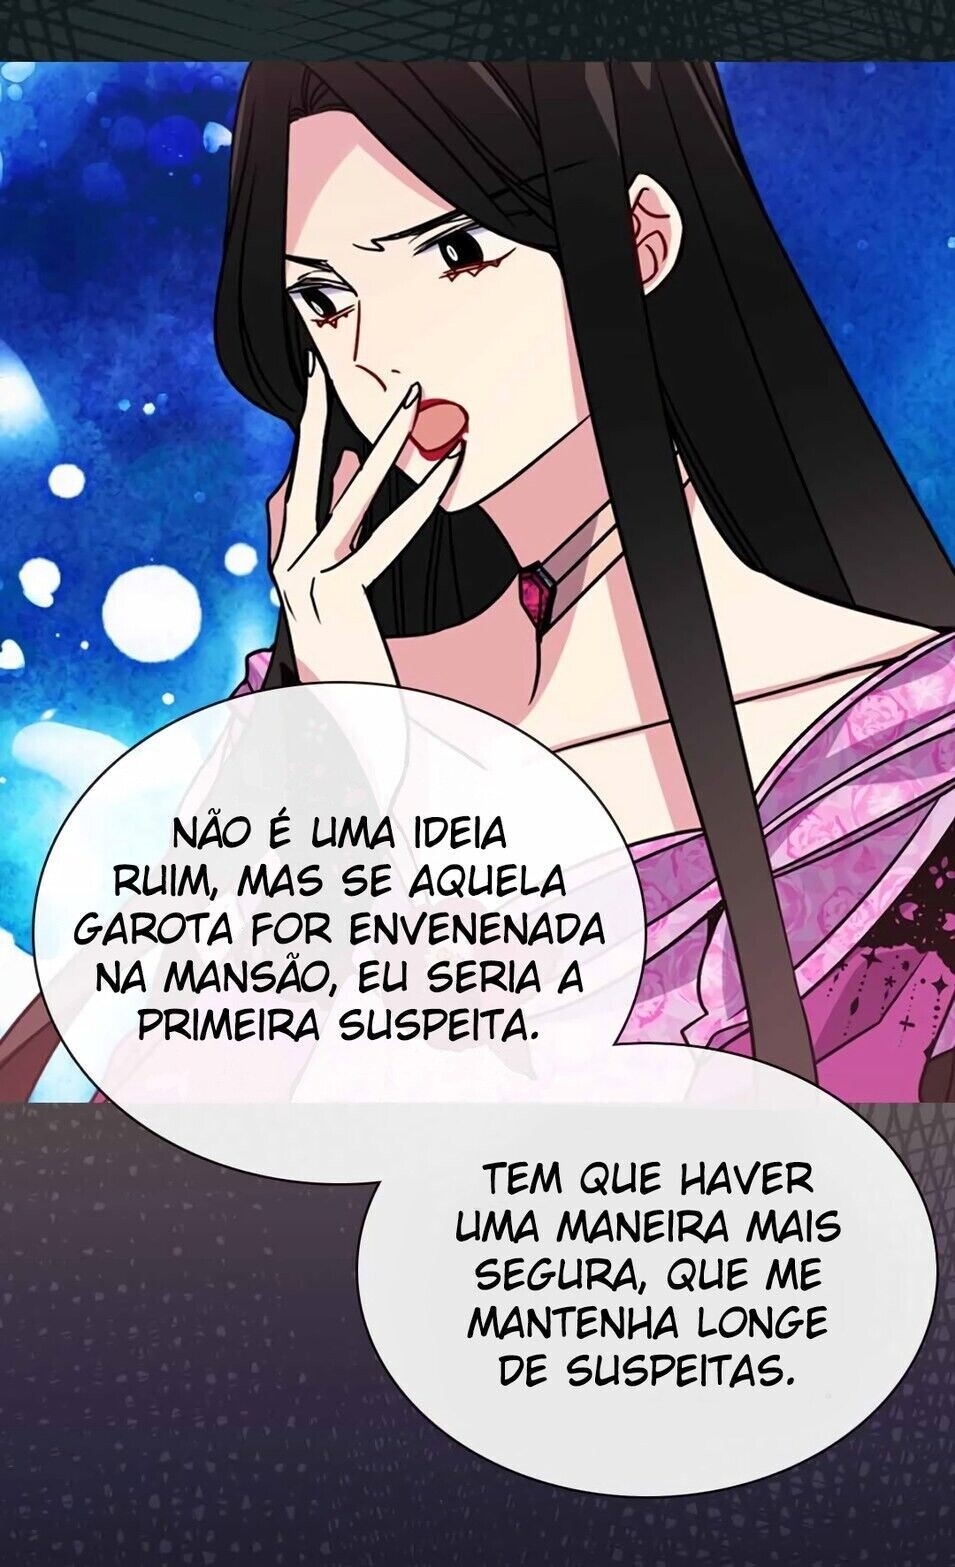 NÃO É UMA IDEIA
RUIM, MAS SE AQUELA
GAROTA FOR ENVENENADA
NA MANSÃO, EU SERIA A
PRIMEIRA SUSPEITA.
TEM QUE HAVER
UMA MANEIRA MAIS
SEGURA, QUE ME
MANTENHA LONGE
DE SUSPEITAS.